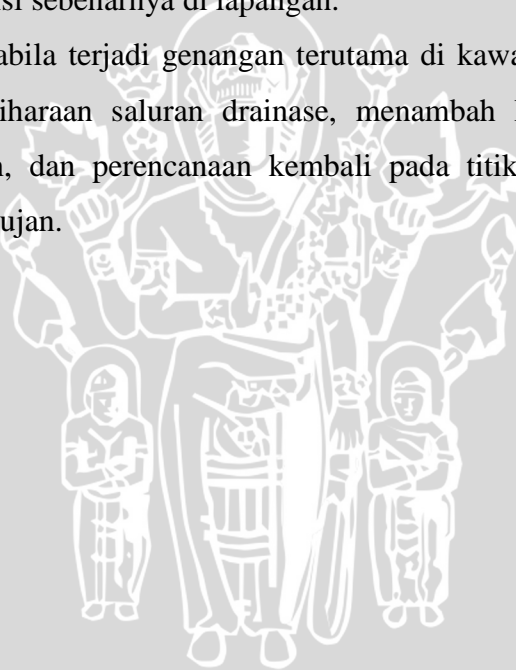 si sebenarnya di lapangan.
abila terjadi genangan terutama di kawa
iharaan saluran drainase, menambah
n, dan perencanaan kembali pada titik
ujan.